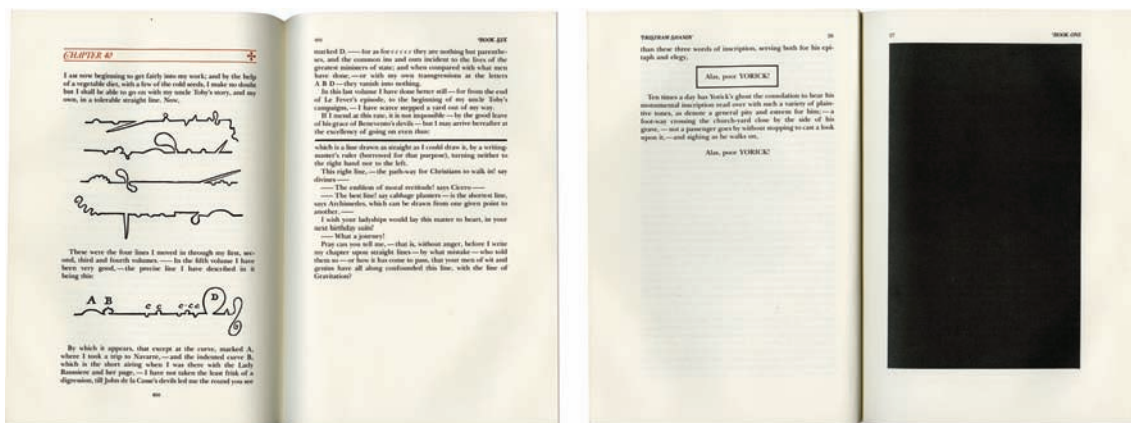 CHAPTER 40
I am now beginning to get fairly into my work; and by the help
of a vegetable diet, with a few of the cold seeds, I make no doubt
but I shall be able to go on with my uncle Toby's story, and my
own, in a tolerable straight line. Now,
These were the four lines I moved in through my first, sec-
ond, third and fourth volumes. — In the fifth volume I have
been very good, — the precise line I have described in it
being this:
A B c c c c c D
By which it appears, that except at the curve, marked A,
where I took a trip to Navarre, — and the indented curve B,
which is the short airing when I was there with the Lady
Baussiere and her page, — I have not taken the least frisk of a
digression, till John de la Casse's devils led me the round you see
BOOK SIX
marked D. — for as for c c c c c they are nothing but parenthe-
ses, and the common ins and outs incident to the lives of the
greatest ministers of state; and when compared with what men
have done, — or with my own transgressions at the letters
A B D — they vanish into nothing.
In this last volume I have done better still — for from the end
of Le Fever's episode, to the beginning of my uncle Toby's
campaigns, — I have scarce stepped a yard out of my way.
If I mend at this rate, it is not impossible — by the good leave
of his grace of Benevento's devils — but I may arrive hereafter at
the excellency of going on even thus:
which is a line drawn as straight as I could draw it, by a writing-
master's ruler (borrowed for that purpose), turning neither to
the right hand nor to the left.
This right line, — the path-way for Christians to walk in! say
divines —
— The emblem of moral rectitude! says Cicero —
— The best line! say cabbage planters — is the shortest line,
says Archimedes, which can be drawn from one given point to
another. —
I wish your ladyships would lay this matter to heart, in your
next birthday suits!
— What a journey!
Pray can you tell me, — that is, without anger, before I write
my chapter upon straight lines — by what mistake — who told
them so — or how it has come to pass, that your men of wit and
genius have all along confounded this line, with the line of
Gravitation?
TRISTRAM SHANDY 26
than these three words of inscription, serving both for his epi-
taph and elegy,
Alas, poor YORICK!
Ten times a day has Yorick's ghost the consolation to hear his
monumental inscription read over with such a variety of plain-
tive tones, as denote a general pity and esteem for him; — a
foot-way crossing the church-yard close by the side of his
grave, — not a passenger goes by without stopping to cast a look
upon it, — and sighing as he walks on,
Alas, poor YORICK!
27 BOOK ONE